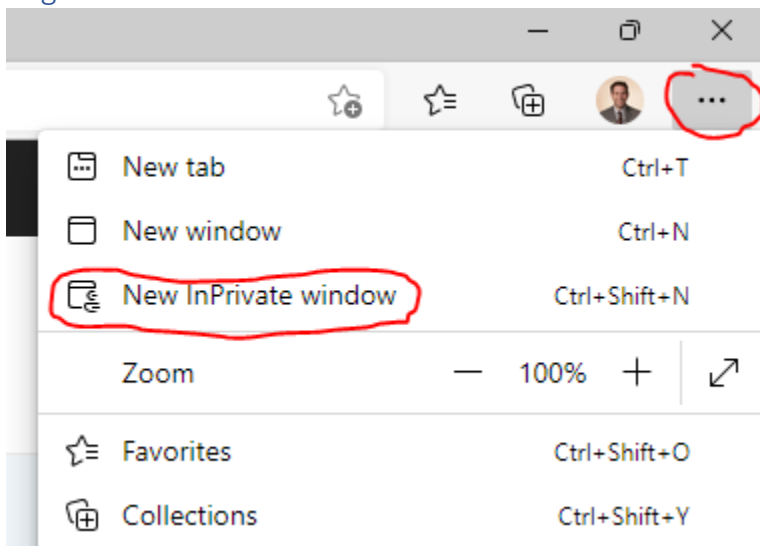 New tab Ctrl+T
New window Ctrl+N
New InPrivate window Ctrl+Shift+N
Zoom — 100% +
Favorites Ctrl+Shift+O
Collections Ctrl+Shift+Y